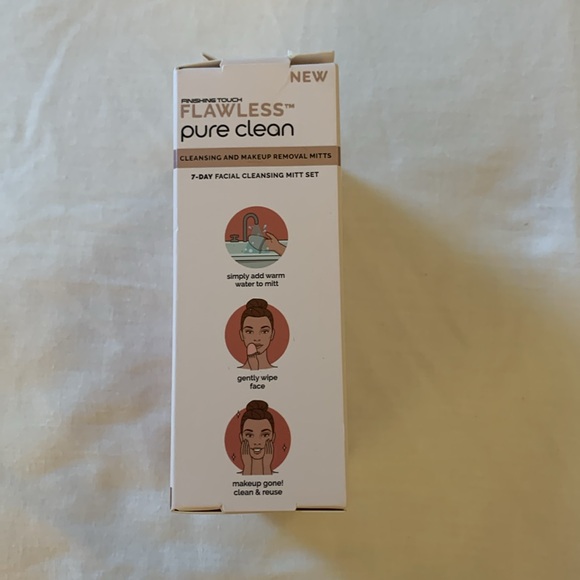 NEW
FINISHING TOUCH
FLAWLESS™
pure clean
CLEANSING AND MAKEUP REMOVAL MITTS
7-DAY FACIAL CLEANSING MITT SET
simply add warm
water to mitt
gently wipe
face
makeup gone!
clean & reuse